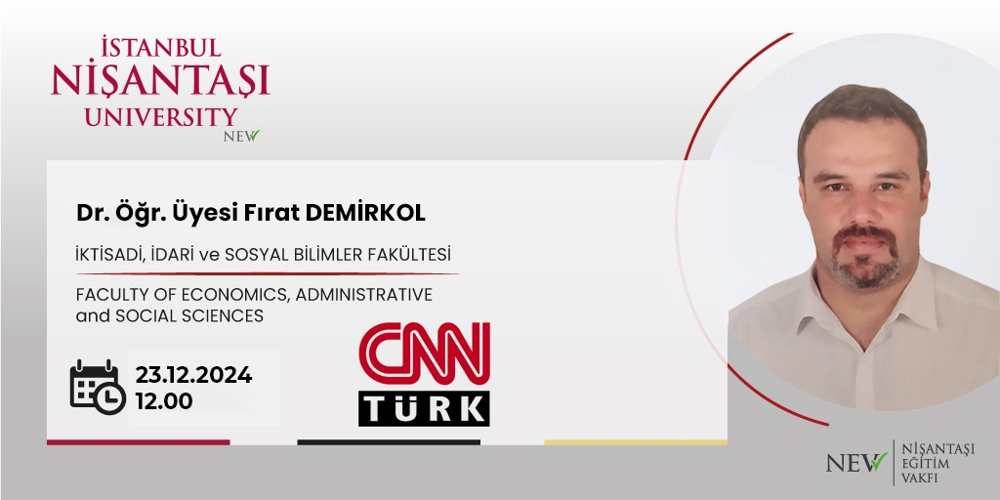 İSTANBUL
NİŞANTAŞI
UNIVERSITY
NEW
Dr. Öğr. Üyesi Fırat DEMİRKOL
İKTİSADİ, İDARİ ve SOSYAL BİLİMLER FAKÜLTESİ
FACULTY OF ECONOMICS, ADMINISTRATIVE
and SOCIAL SCIENCES
23.12.2024
12.00
CNN
TÜRK
NEW
NİŞANTAŞI
EĞİTİM
VAKFI